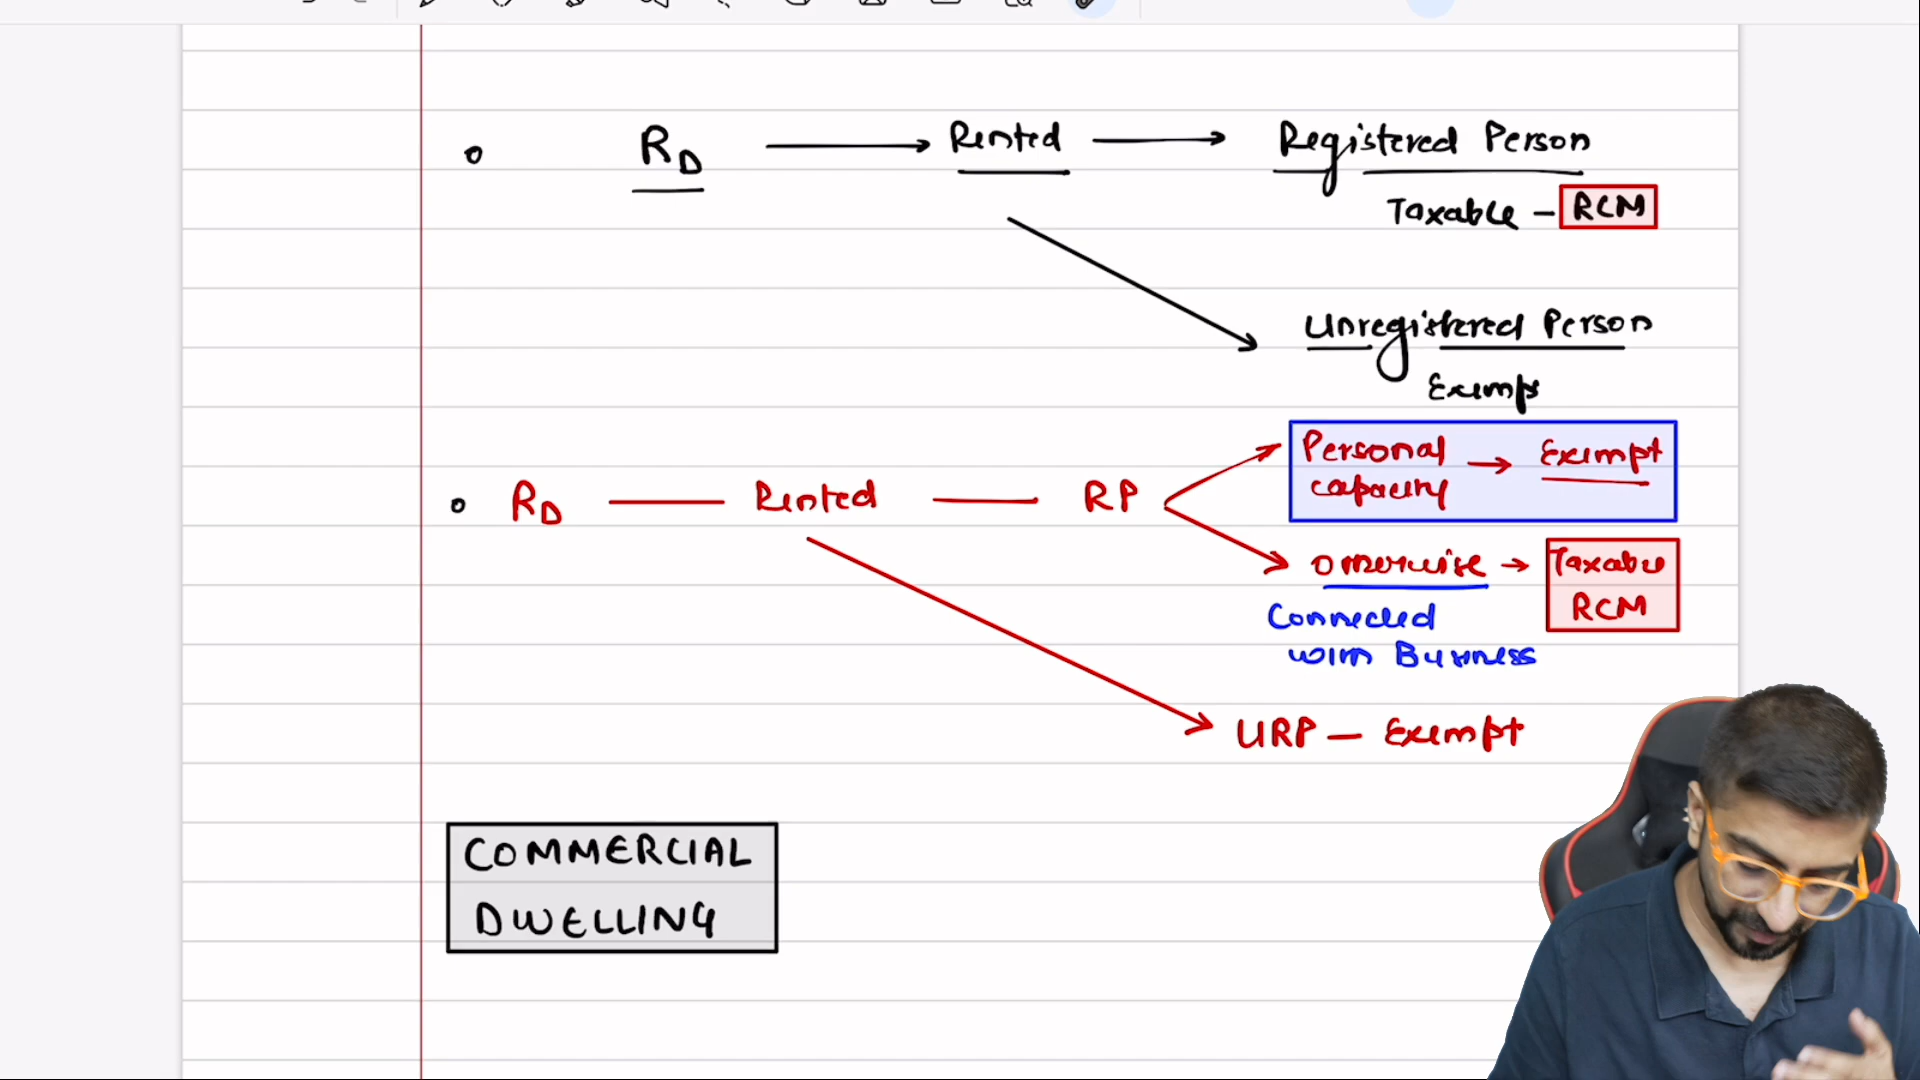 RD → Rented → Registered Person
Taxable - RCM
Unregistered Person
Exempt
RD — Rented — RP
Personal capacity → Exempt
otherwise → Taxable RCM
Connected
with Business
URP - Exempt
COMMERCIAL
DWELLING